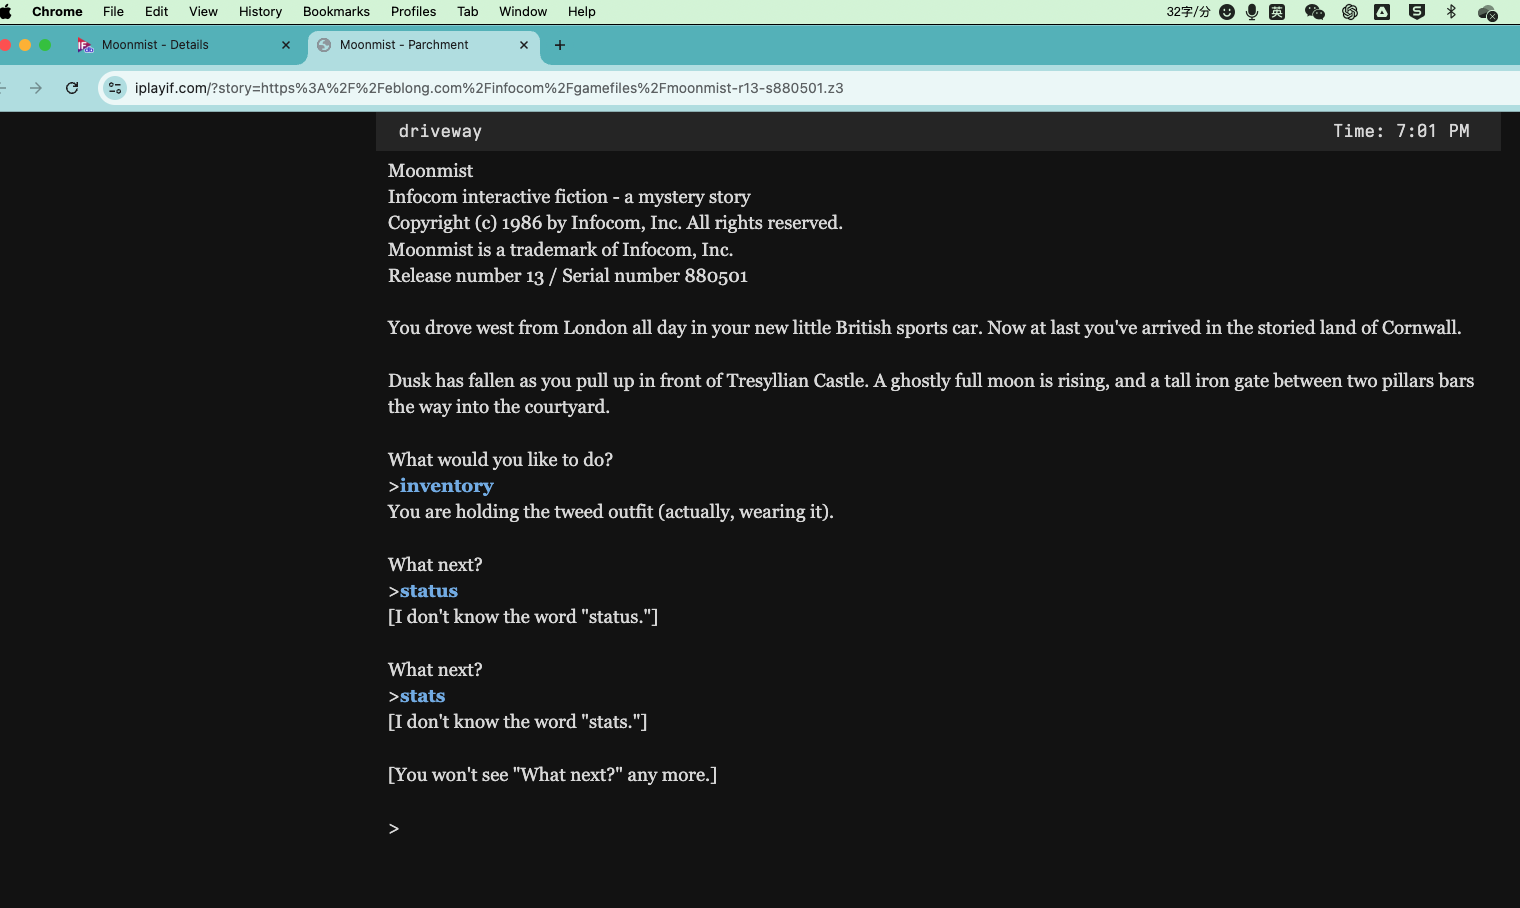 Chrome File Edit View History Bookmarks Profiles Tab Window Help 32字/分 英
Moonmist - Details Moonmist - Parchment
iplayif.com/?story=https%3A%2F%2Feblong.com%2Finfocom%2Fgamefiles%2Fmoonmist-r13-s880501.z3
driveway Time: 7:01 PM
Moonmist
Infocom interactive fiction - a mystery story
Copyright (c) 1986 by Infocom, Inc. All rights reserved.
Moonmist is a trademark of Infocom, Inc.
Release number 13 / Serial number 880501
You drove west from London all day in your new little British sports car. Now at last you've arrived in the storied land of Cornwall.
Dusk has fallen as you pull up in front of Tresyllian Castle. A ghostly full moon is rising, and a tall iron gate between two pillars bars
the way into the courtyard.
What would you like to do?
>inventory
You are holding the tweed outfit (actually, wearing it).
What next?
>status
[I don't know the word "status."]
What next?
>stats
[I don't know the word "stats."]
[You won't see "What next?" any more.]
>